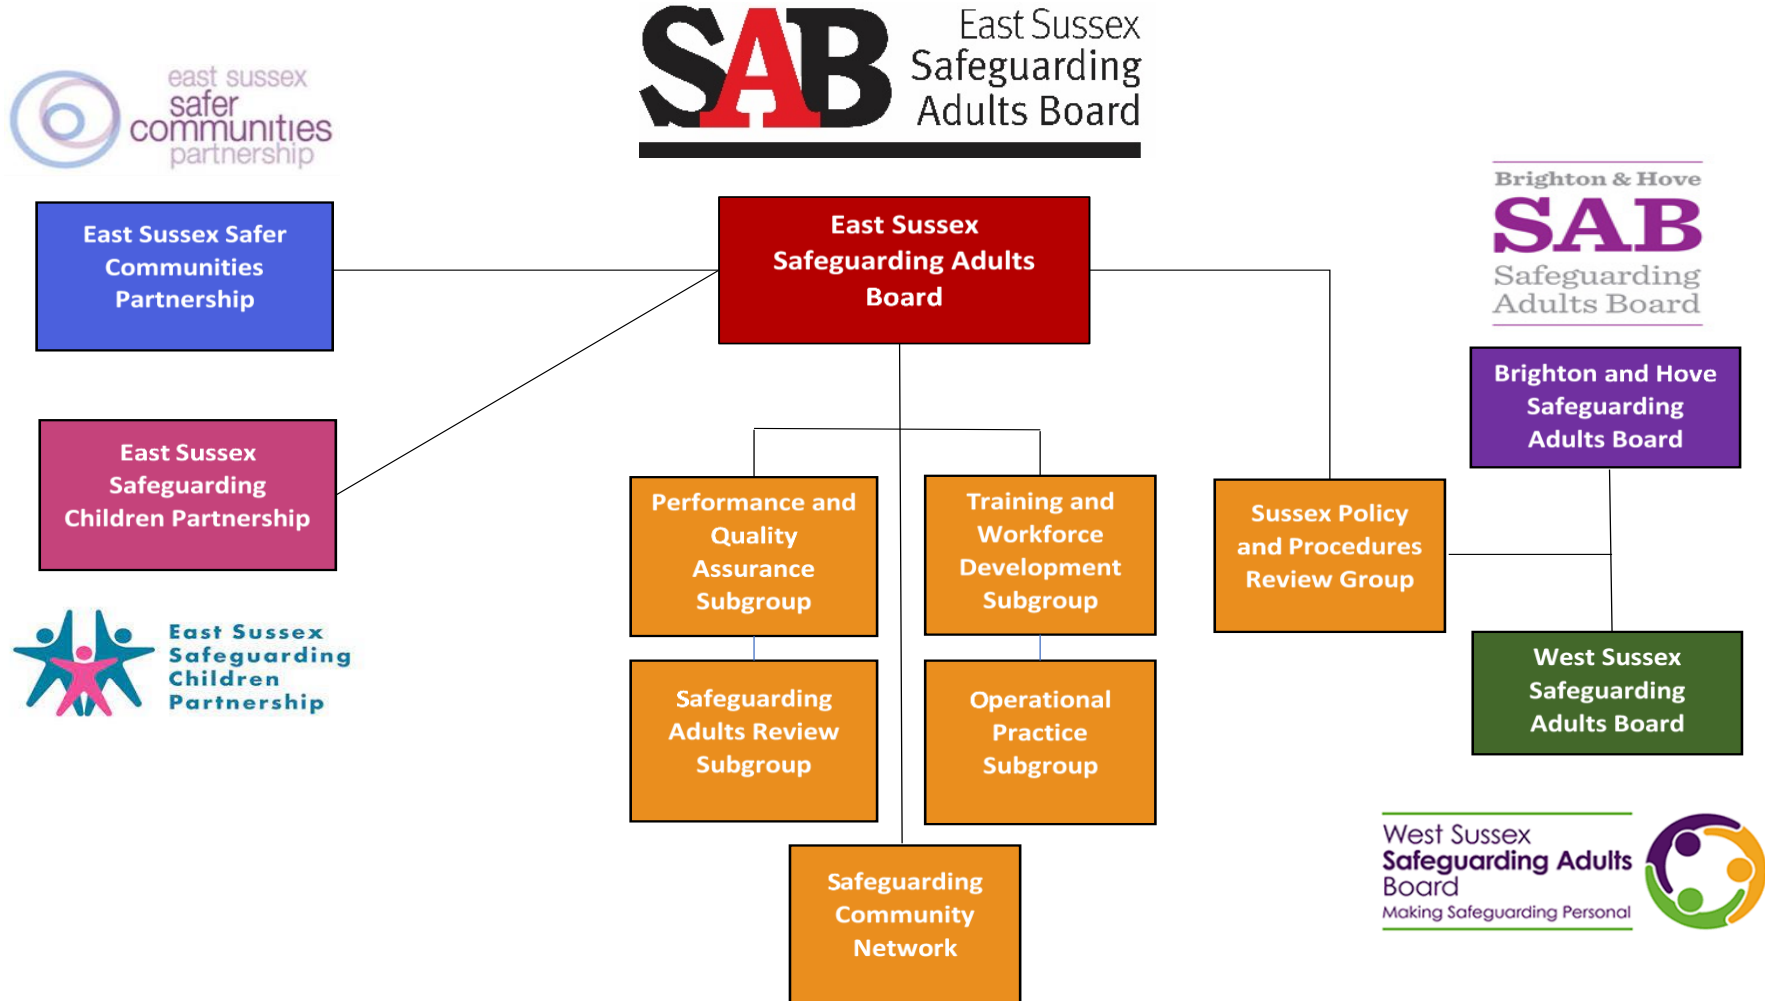 SAB
East Sussex
Safeguarding
Adults Board
east sussex
safer
communities
partnership
East Sussex Safer
Communities
Partnership
East Sussex
Safeguarding Adults
Board
Brighton & Hove
SAB
Safeguarding
Adults Board
Brighton and Hove
Safeguarding
Adults Board
East Sussex
Safeguarding
Children Partnership
Performance and
Quality
Assurance
Subgroup
Training and
Workforce
Development
Subgroup
Sussex Policy
and Procedures
Review Group
East Sussex
Safeguarding
Children
Partnership
Safeguarding
Adults Review
Subgroup
Operational
Practice
Subgroup
West Sussex
Safeguarding
Adults Board
Safeguarding
Community
Network
West Sussex
Safeguarding Adults
Board
Making Safeguarding Personal